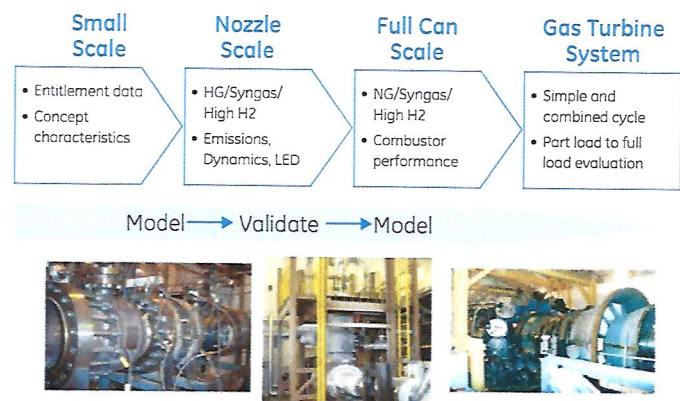 Small
Scale
Nozzle
Scale
Full Can
Scale
Gas Turbine
System
• Entitlement data
• Concept
characteristics
• HG/Syngas/
High H2
• Emissions,
Dynamics, LED
• NG/Syngas/
High H2
• Combustor
performance
• Simple and
combined cycle
• Part load to full
load evaluation
Model → Validate → Model